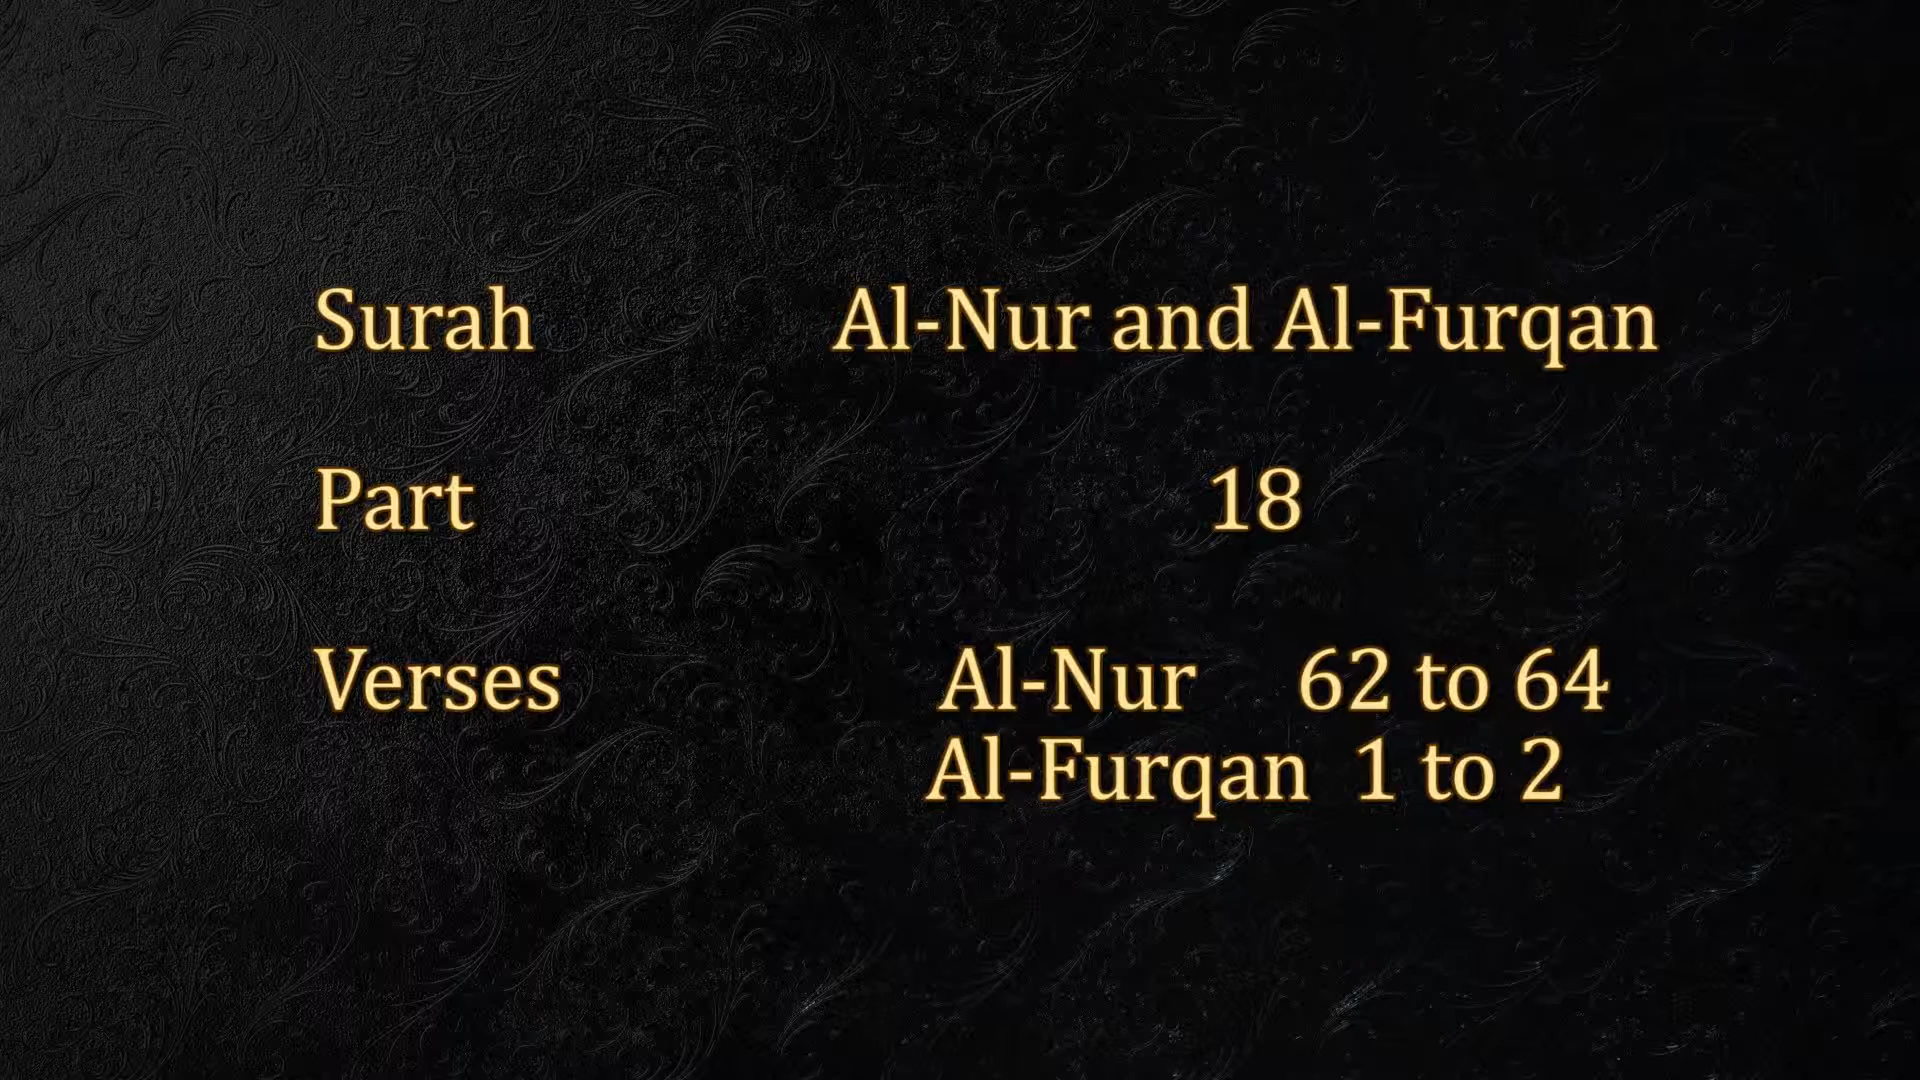 Surah Al-Nur and Al-Furqan
Part 18
Verses Al-Nur 62 to 64
Al-Furqan 1 to 2